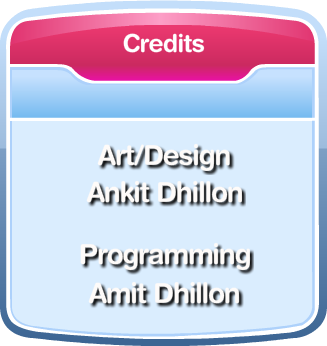 Credits
Art/Design
Ankit Dhillon
Programming
Amit Dhillon